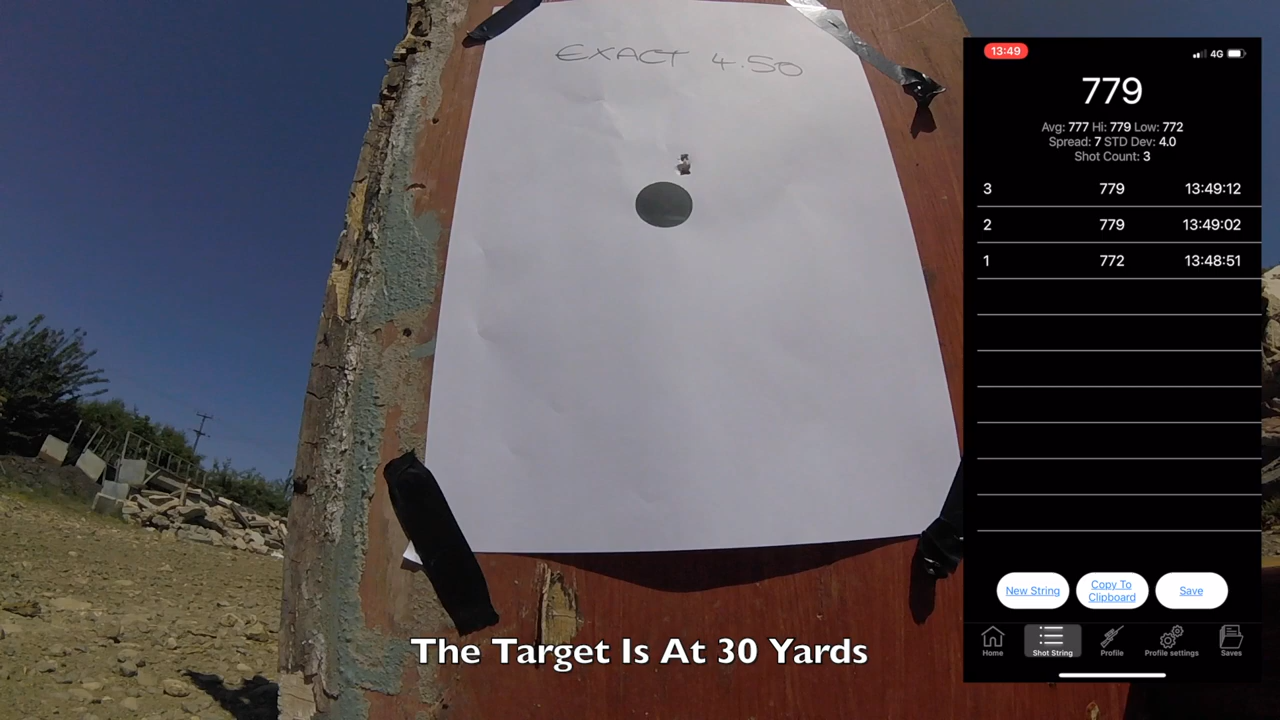 EXACT 4.50
13:49
4G
779
Avg: 777 Hi: 779 Low: 772
Spread: 7 STD Dev: 4.0
Shot Count: 3
3 779 13:49:12
2 779 13:49:02
1 772 13:48:51
New String
Copy To
Clipboard
Save
Home
Shot String
Profile
Profile settings
Saves
The Target Is At 30 Yards